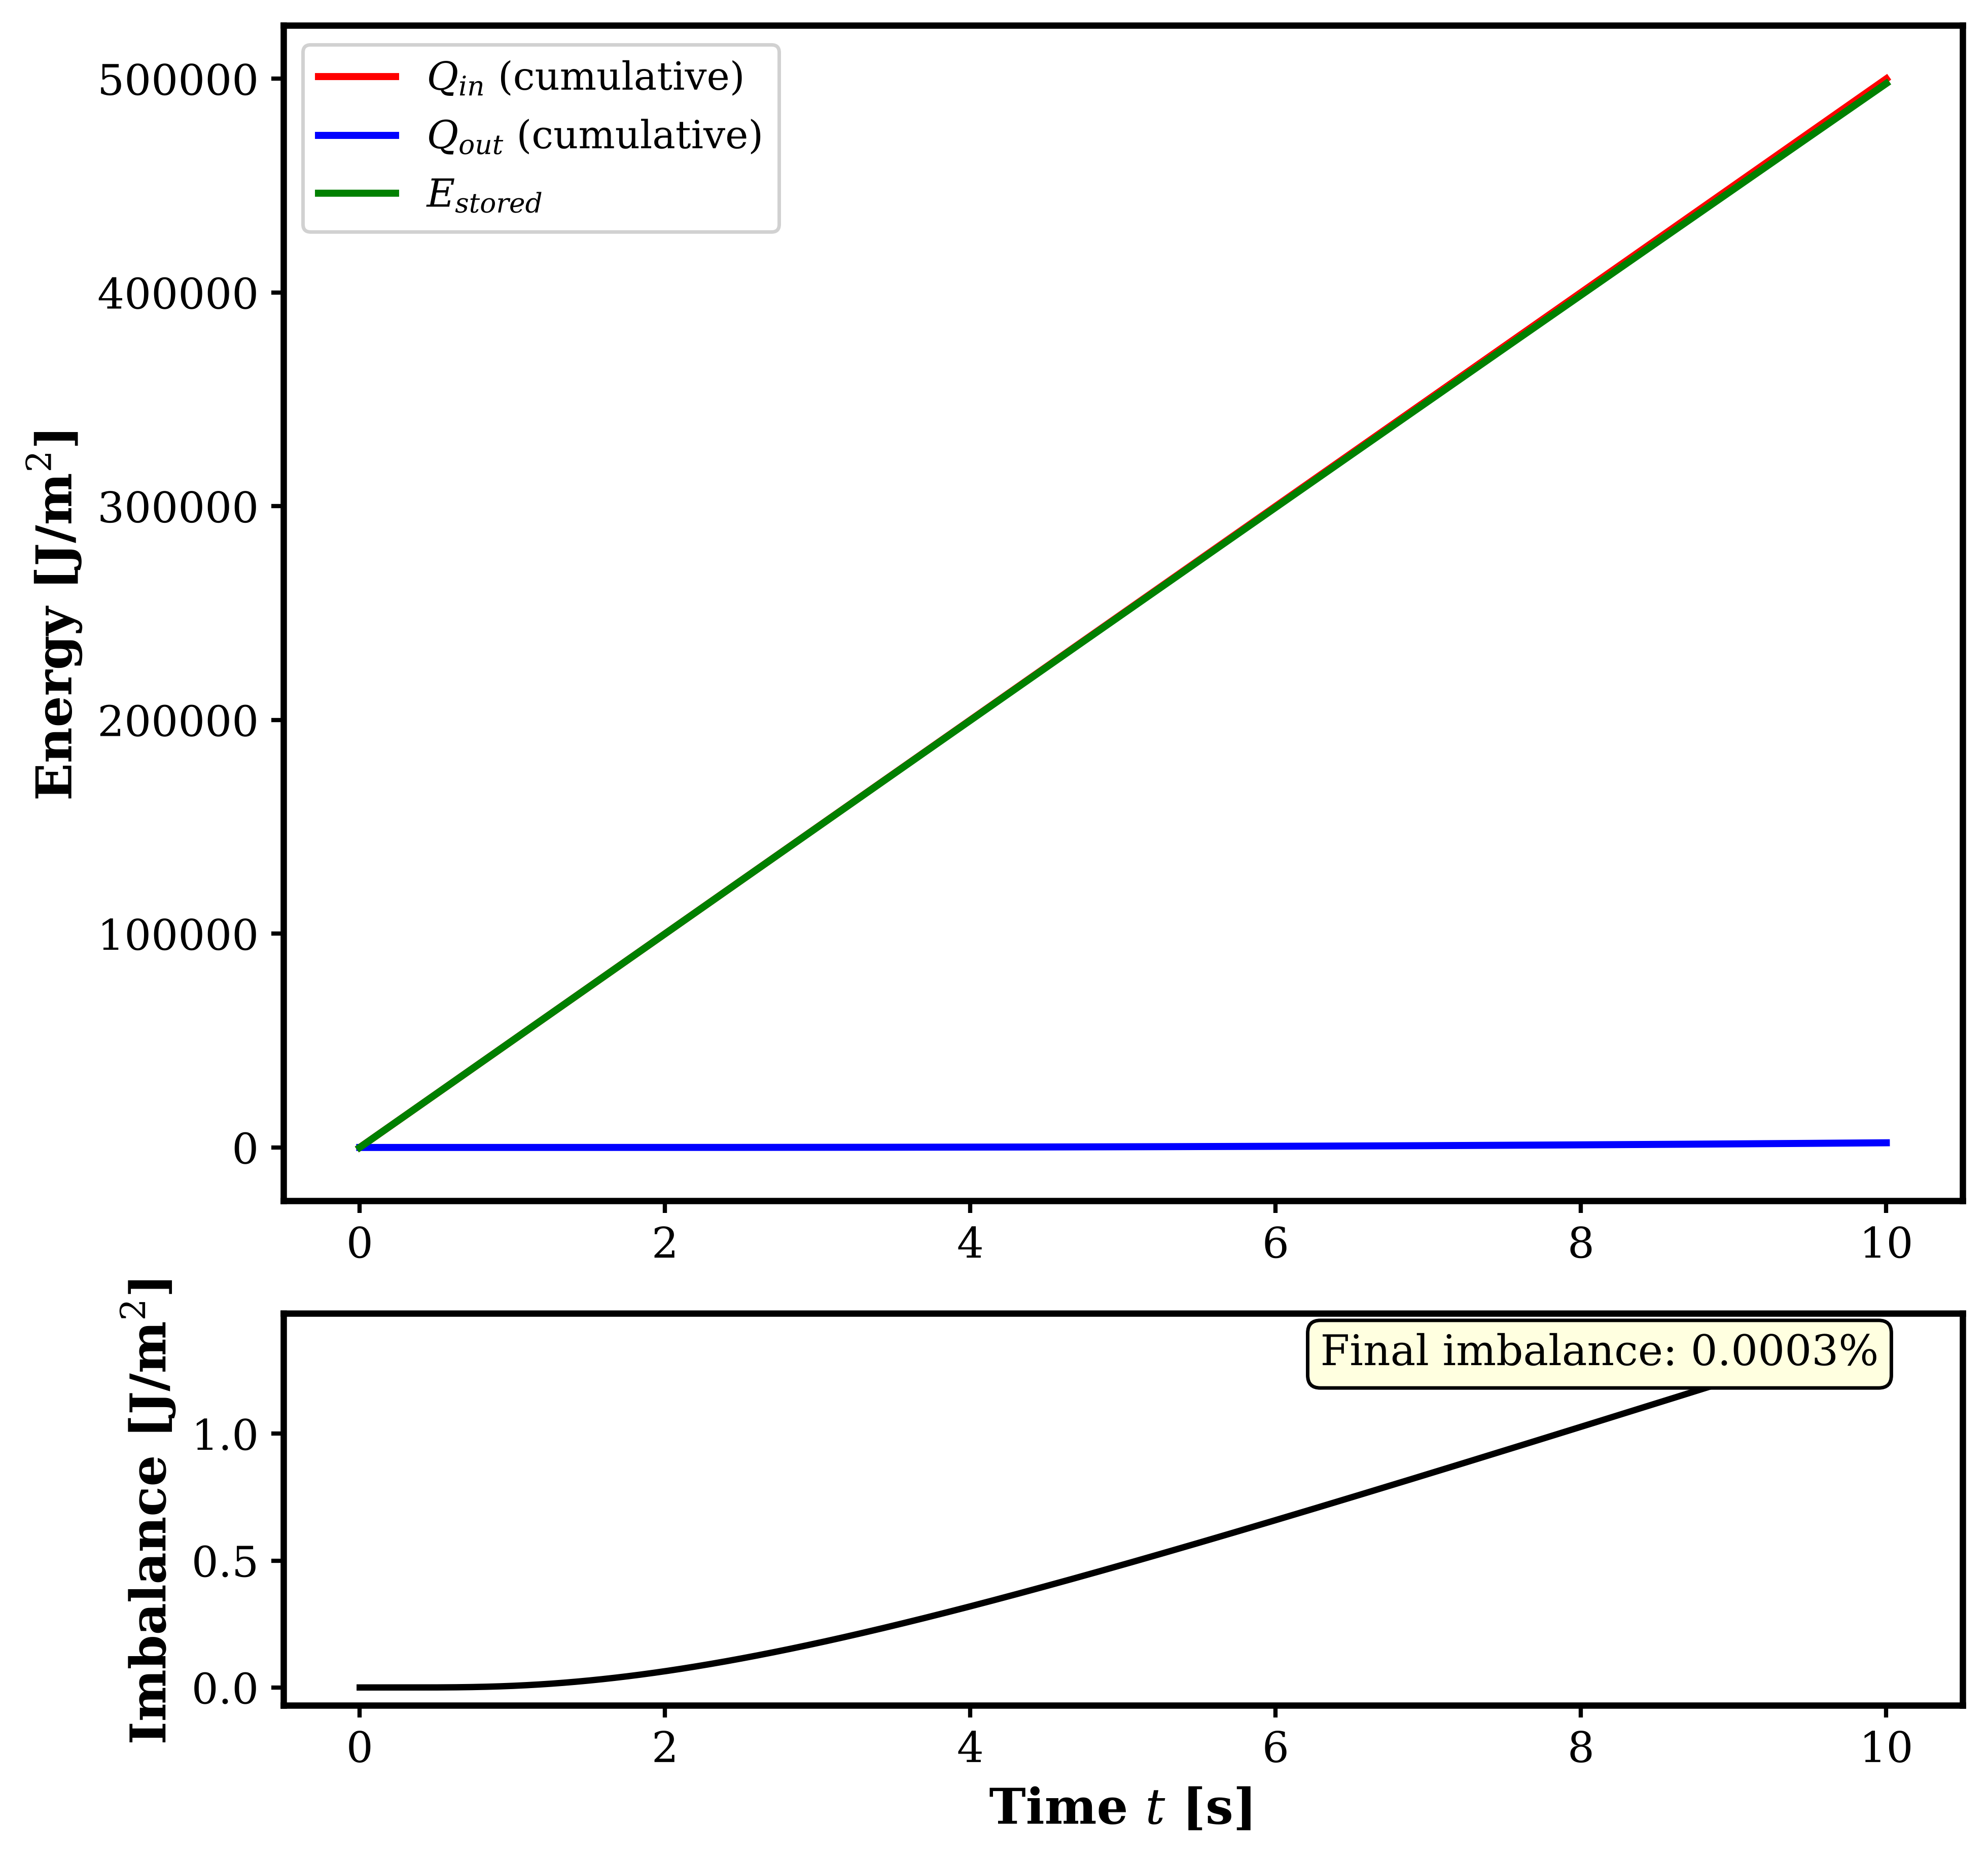 Q_in (cumulative)
Q_out (cumulative)
E_stored
500000
400000
300000
200000
100000
0
Energy [J/m²]
0 2 4 6 8 10
Final imbalance: 0.0003%
1.0
0.5
0.0
Imbalance [J/m²]
0 2 4 6 8 10
Time t [s]